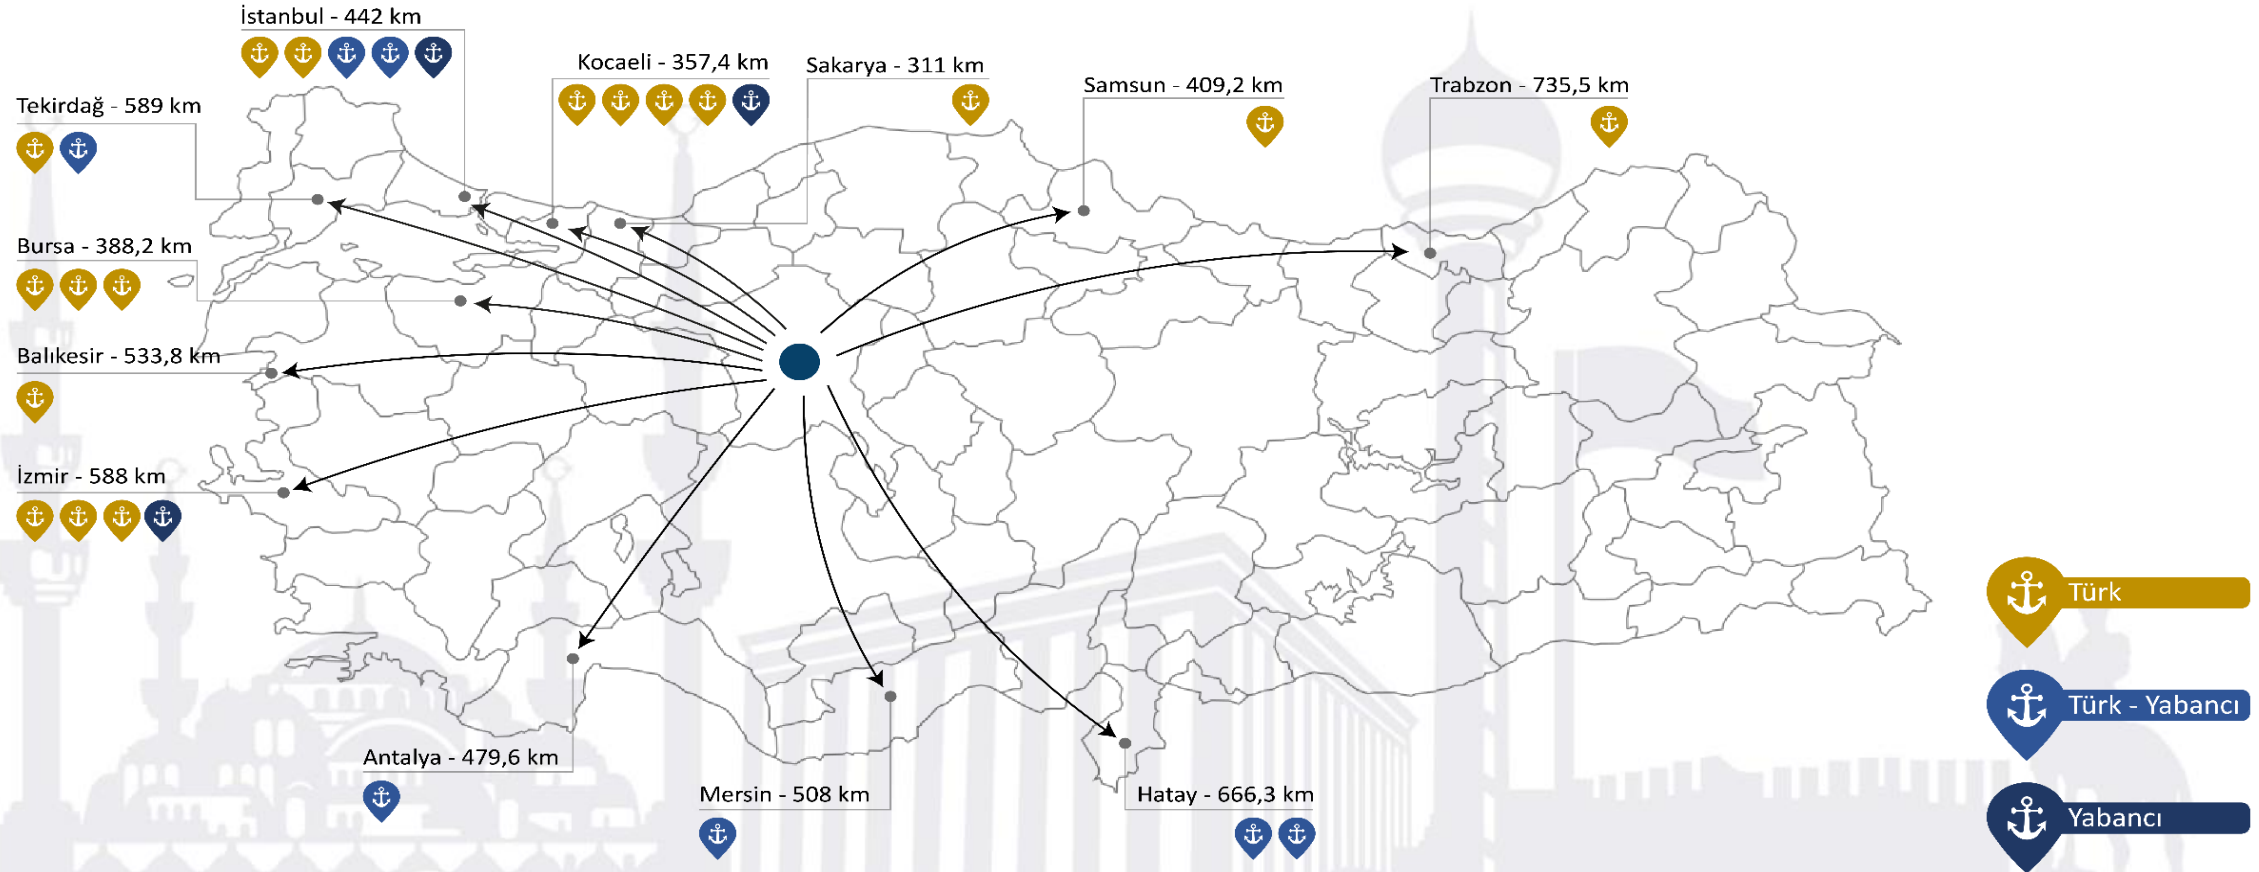 İstanbul - 442 km
Kocaeli - 357,4 km
Sakarya - 311 km
Samsun - 409,2 km
Trabzon - 735,5 km
Tekirdağ - 589 km
Bursa - 388,2 km
Balıkesir - 533,8 km
İzmir - 588 km
Antalya - 479,6 km
Mersin - 508 km
Hatay - 666,3 km
Türk
Türk - Yabancı
Yabancı